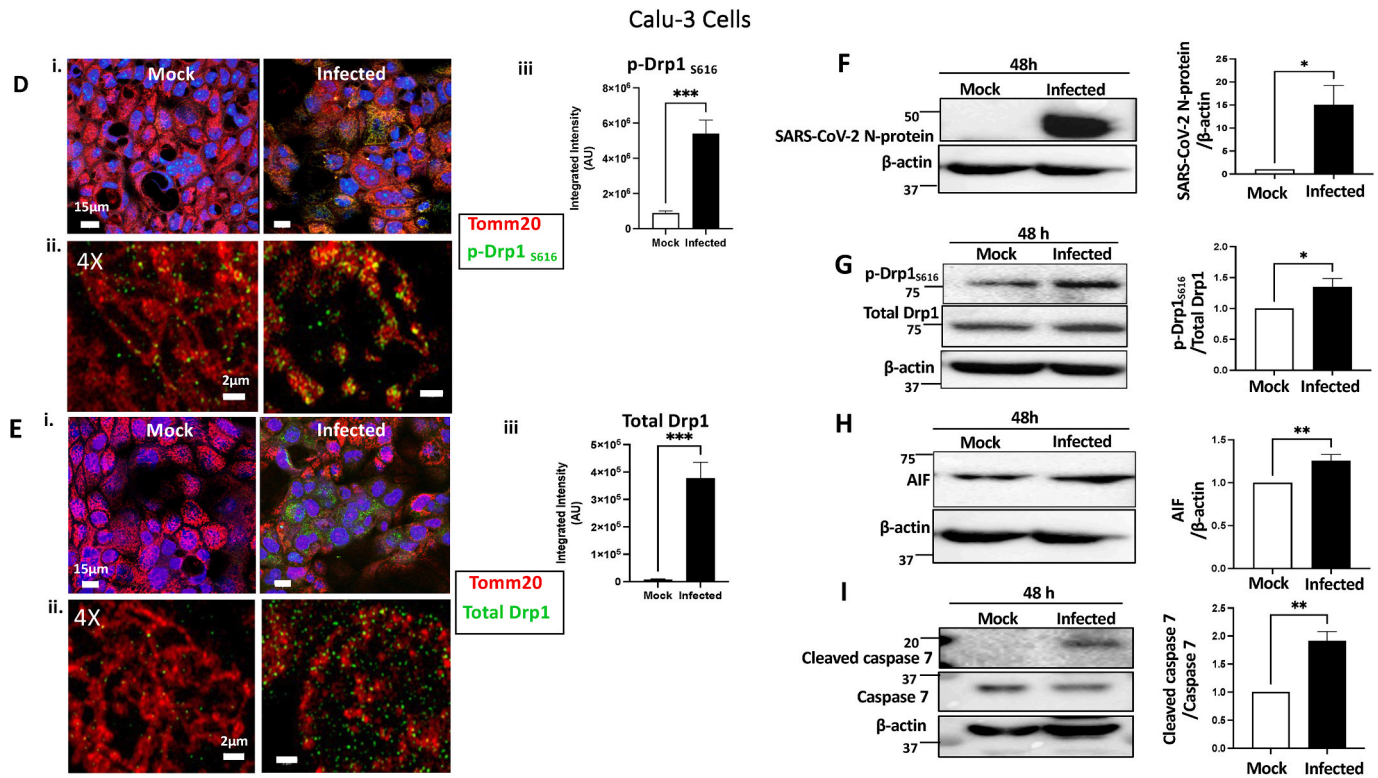 Calu-3 Cells
D
i.
Mock
Infected
15μm
ii.
4X
2μm
Tomm20
p-Drp1 S616
iii
p-Drp1 S616
***
Integrated Intensity
(AU)
8×10⁶
6×10⁶
4×10⁶
2×10⁶
0
Mock
Infected
E
i.
Mock
Infected
15μm
ii.
4X
2μm
Tomm20
Total Drp1
iii
Total Drp1
***
Integrated Intensity
(AU)
5×10⁵
4×10⁵
3×10⁵
2×10⁵
1×10⁵
0
Mock
Infected
F
48h
Mock
Infected
50
SARS-CoV-2 N-protein
β-actin
37
SARS-CoV-2 N-protein
/β-actin
25
20
15
10
5
0
*
Mock
Infected
G
48 h
Mock
Infected
p-Drp1S616
75
Total Drp1
75
β-actin
37
p-Drp1S616
/Total Drp1
2.0
1.5
1.0
0.5
0.0
*
Mock
Infected
H
48h
Mock
Infected
75
AIF
β-actin
37
AIF
/β-actin
1.5
1.0
0.5
0.0
**
Mock
Infected
I
48 h
Mock
Infected
20
Cleaved caspase 7
37
Caspase 7
β-actin
37
Cleaved caspase 7
/Caspase 7
2.5
2.0
1.5
1.0
0.5
0.0
**
Mock
Infected